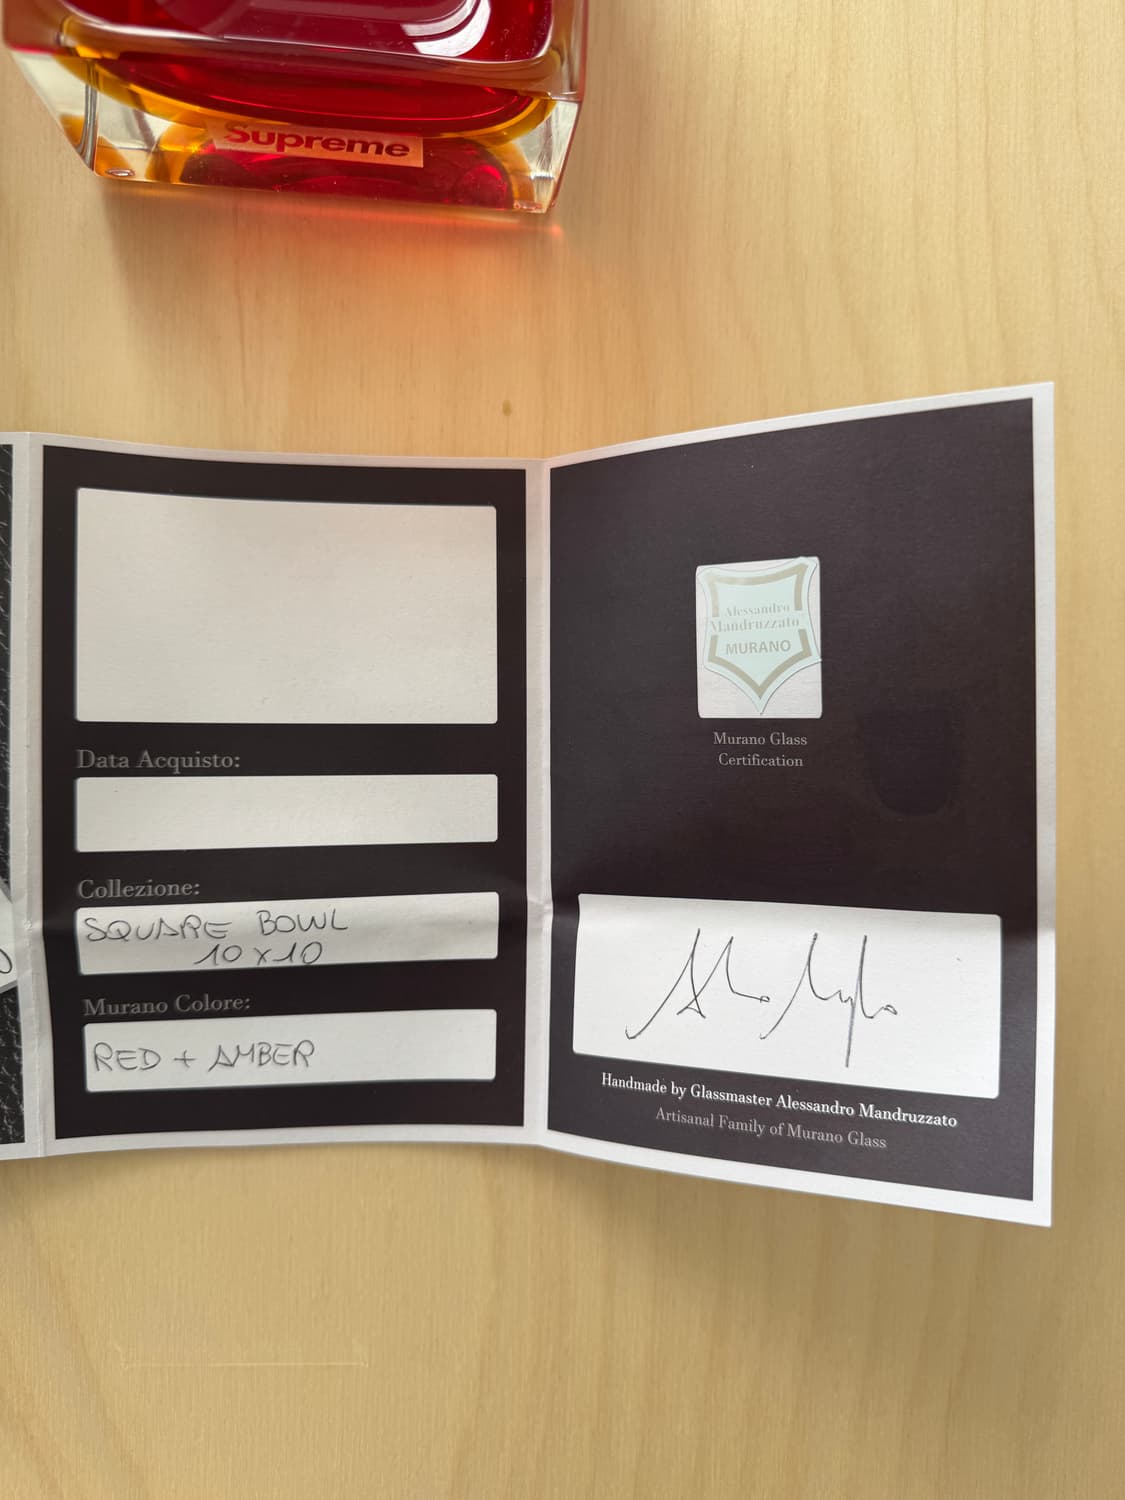 Supreme
Data Acquisto:
Collezione:
SQUARE BOWL
10 x 10
Murano Colore:
RED + AMBER
Alessandro
Mandruzzato
MURANO
Murano Glass
Certification
Handmade by Glassmaster Alessandro Mandruzzato
Artisanal Family of Murano Glass